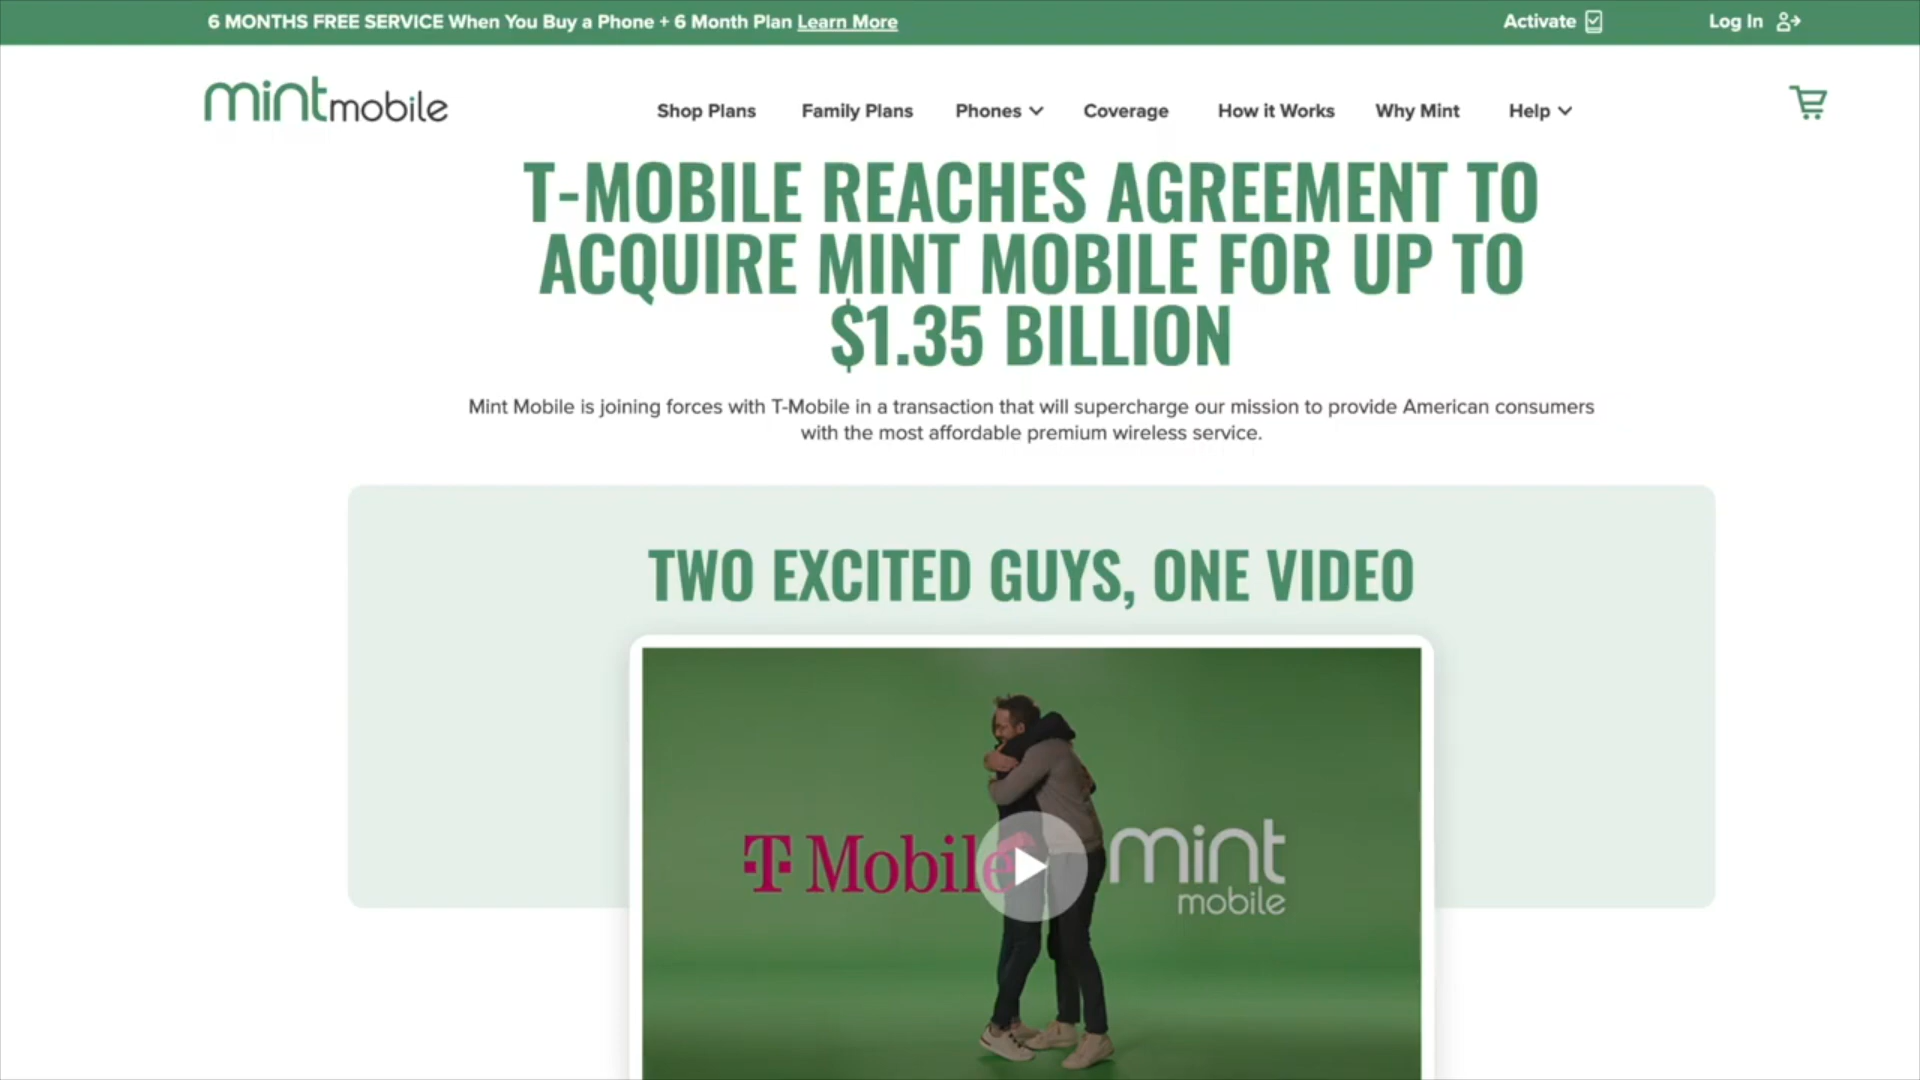 6 MONTHS FREE SERVICE When You Buy a Phone + 6 Month Plan Learn More
Activate
Log In
mintmobile
Shop Plans
Family Plans
Phones
Coverage
How it Works
Why Mint
Help
T-MOBILE REACHES AGREEMENT TO
ACQUIRE MINT MOBILE FOR UP TO
$1.35 BILLION
Mint Mobile is joining forces with T-Mobile in a transaction that will supercharge our mission to provide American consumers
with the most affordable premium wireless service.
TWO EXCITED GUYS, ONE VIDEO
T Mobile
mint
mobile